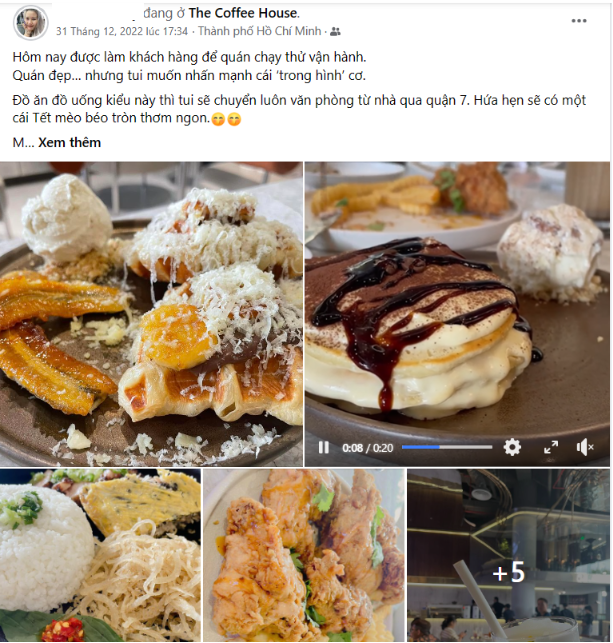 đang ở The Coffee House.
31 Tháng 12, 2022 lúc 17:34 · Thành phố Hồ Chí Minh ·
Hôm nay được làm khách hàng để quán chạy thử vận hành.
Quán đẹp... nhưng tui muốn nhấn mạnh cái ‘trong hình’ cơ.
Đồ ăn đồ uống kiểu này thì tui sẽ chuyển luôn văn phòng từ nhà qua quận 7. Hứa hẹn sẽ có một
cái Tết mèo béo tròn thơm ngon.😋😋
M... Xem thêm
0:08 / 0:20
+5